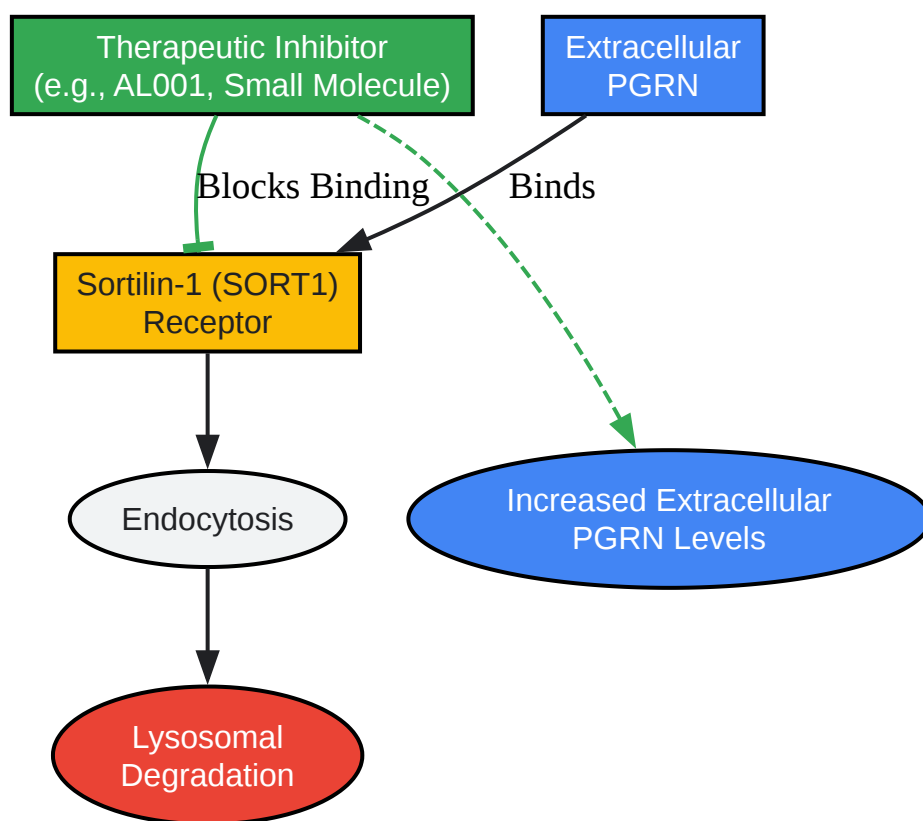 Therapeutic Inhibitor
(e.g., AL001, Small Molecule)
Extracellular
PGRN
Blocks Binding
Binds
Sortilin-1 (SORT1)
Receptor
Endocytosis
Increased Extracellular
PGRN Levels
Lysosomal
Degradation